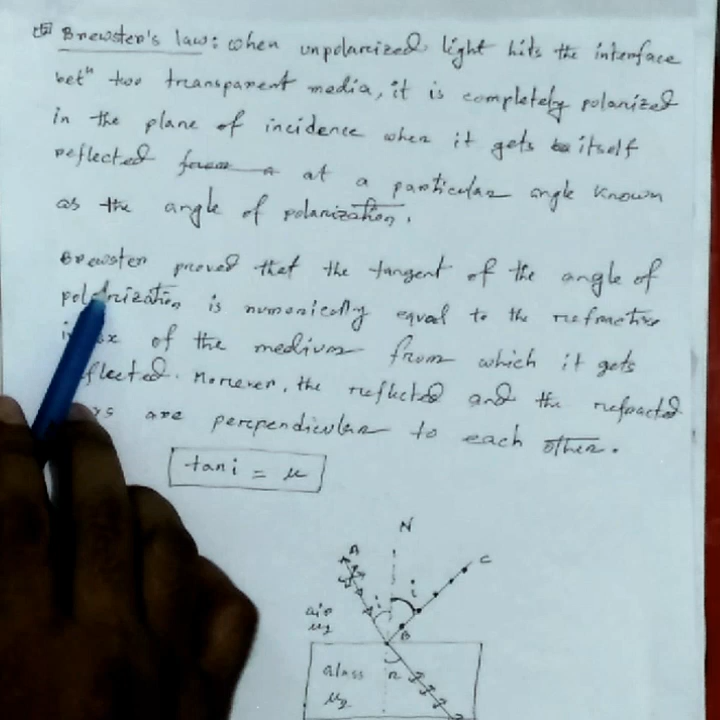 Brewster's law: when unpolarized light hits the interface
betn two transparent media, it is completely polarized
in the plane of incidence when it gets itself
reflected at a particular angle known
as the angle of polarization.
Brewster proved that the tangent of the angle of
polarization is numerically equal to the refractive
of the medium from which it gets
flected. Moreover, the reflected and the refracted
are perpendicular to each other.
tan i = μ
N
A
C
i
i
air
μ1
B
Glass
r
μ2